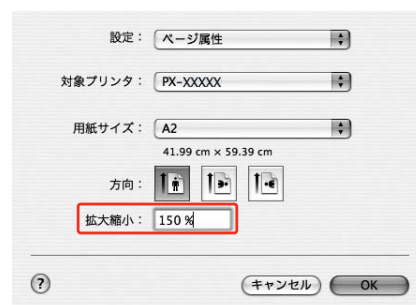 設定： ページ属性
対象プリンタ： PX-XXXXX
用紙サイズ： A2
41.99 cm × 59.39 cm
方向：
拡大縮小： 150 %
? キャンセル OK